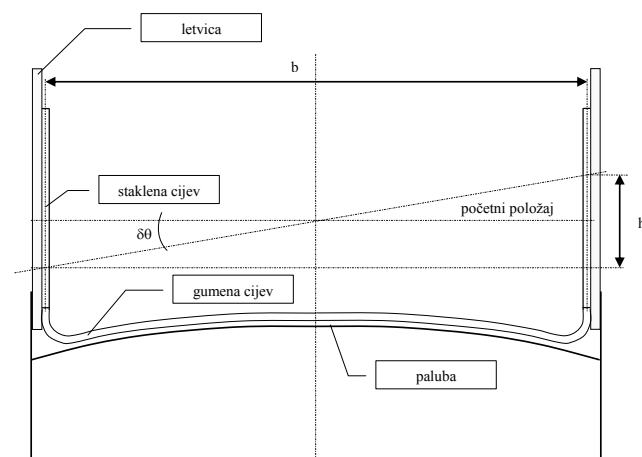 letvica
b
staklena cijev
početni položaj
h
δθ
gumena cijev
paluba